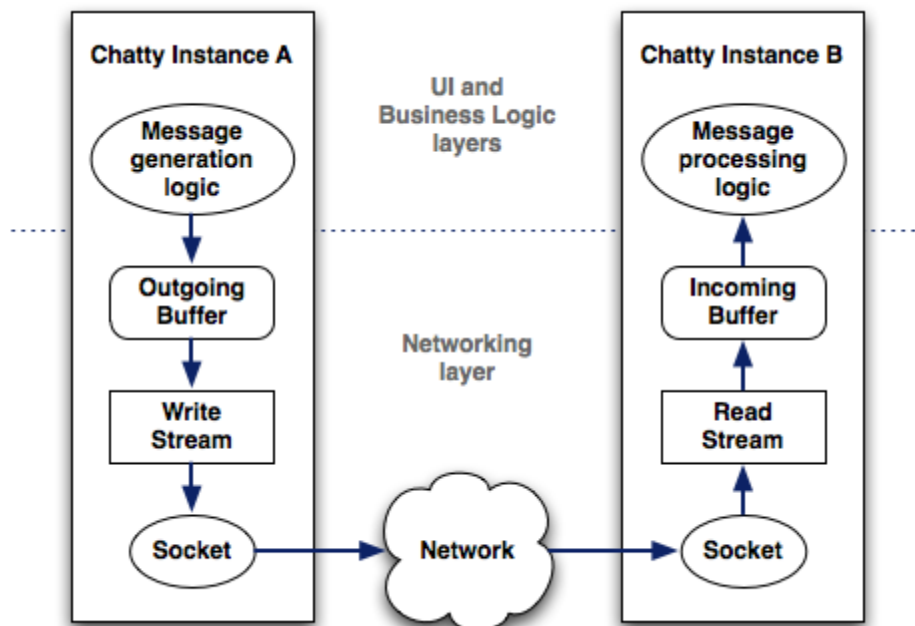 Chatty Instance A
Message
generation
logic
Outgoing
Buffer
Write
Stream
Socket
UI and
Business Logic
layers
Networking
layer
Network
Chatty Instance B
Message
processing
logic
Incoming
Buffer
Read
Stream
Socket